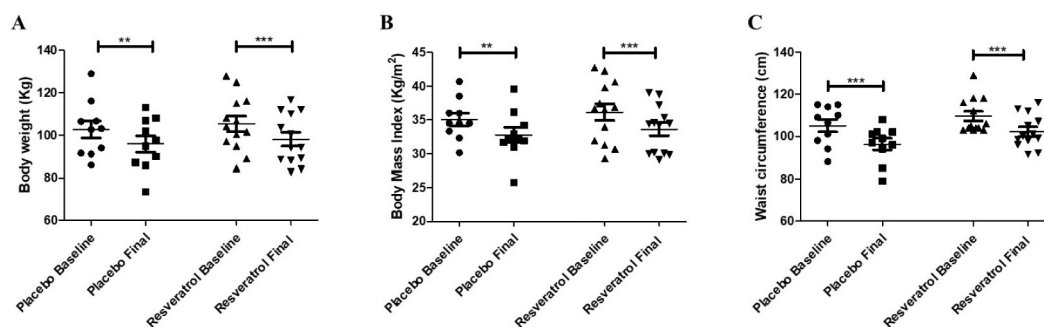 A
Body weight (Kg)
140
120
100
80
60
**
***
Placebo Baseline
Placebo Final
Resveratrol Baseline
Resveratrol Final
B
Body Mass Index (Kg/m²)
45
40
35
30
25
20
**
***
Placebo Baseline
Placebo Final
Resveratrol Baseline
Resveratrol Final
C
Waist circumference (cm)
140
120
100
80
60
***
***
Placebo Baseline
Placebo Final
Resveratrol Baseline
Resveratrol Final